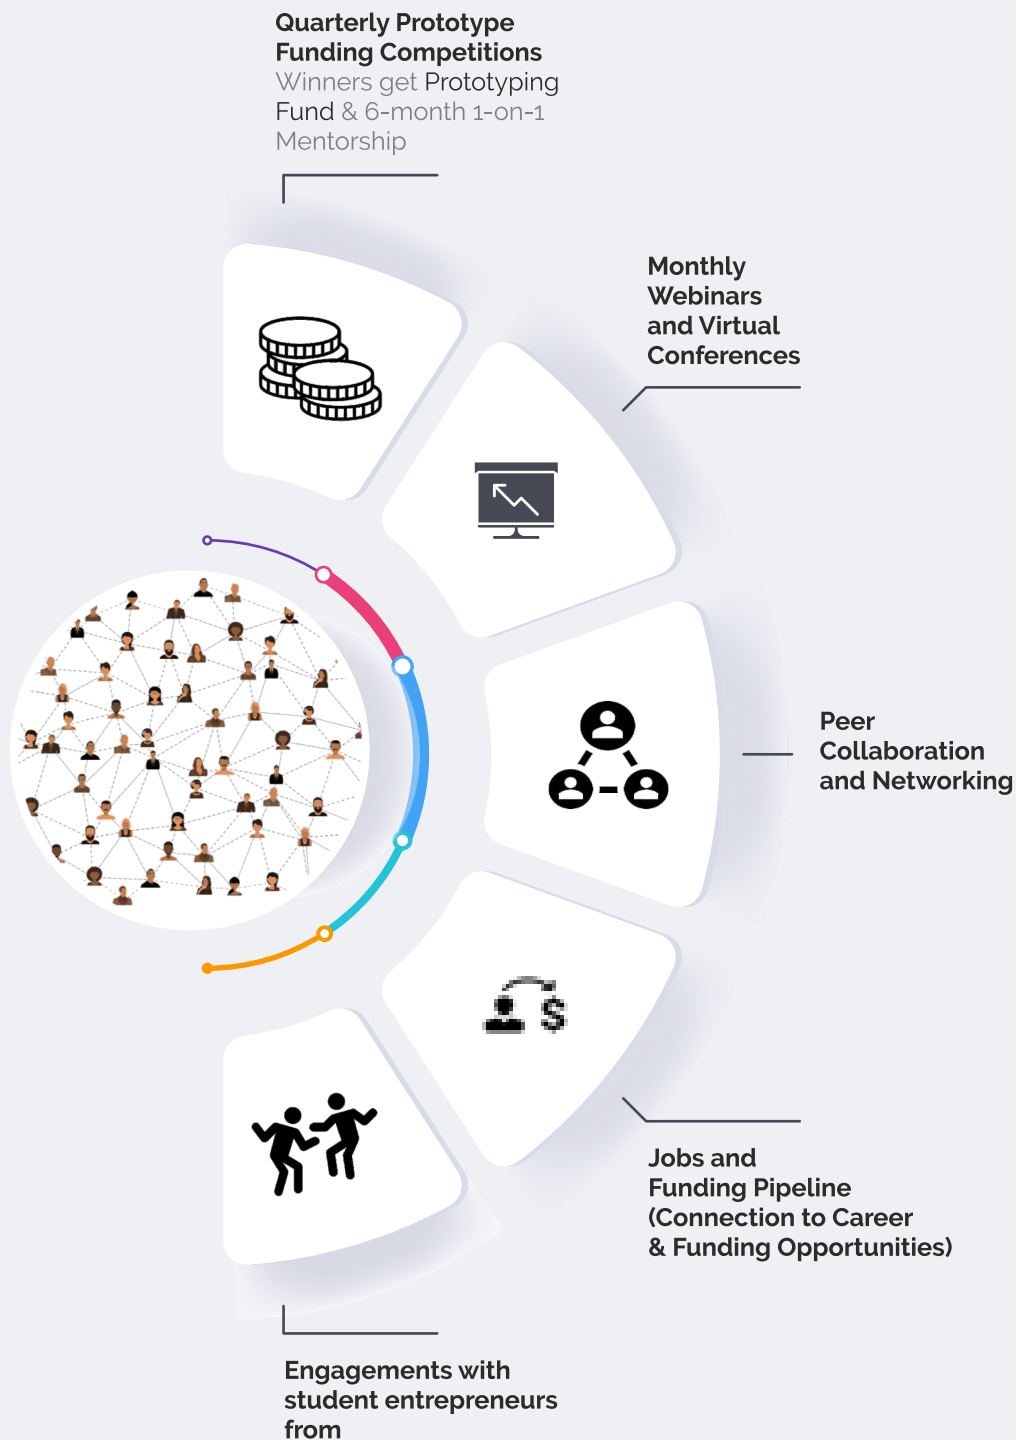 Quarterly Prototype
Funding Competitions
Winners get Prototyping
Fund & 6-month 1-on-1
Mentorship
Monthly
Webinars
and Virtual
Conferences
Peer
Collaboration
and Networking
Jobs and
Funding Pipeline
(Connection to Career
& Funding Opportunities)
Engagements with
student entrepreneurs
from